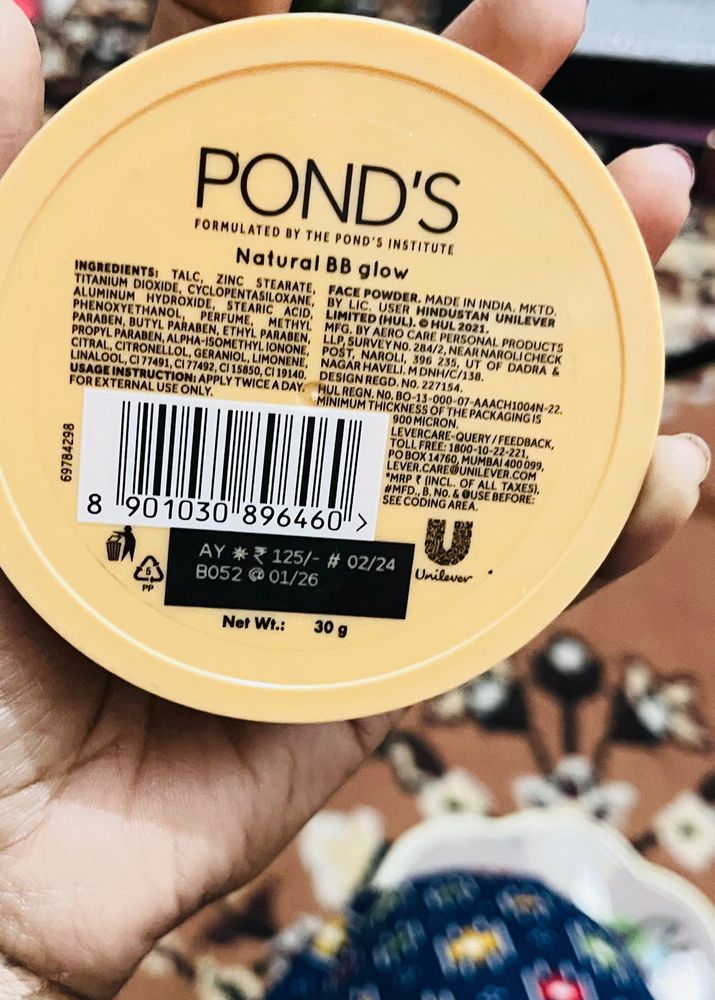 POND'S
FORMULATED BY THE POND'S INSTITUTE
Natural BB glow
INGREDIENTS: TALC, ZINC STEARATE,
TITANIUM DIOXIDE, CYCLOPENTASILOXANE,
ALUMINUM HYDROXIDE, STEARIC ACID,
PHENOXYETHANOL, PERFUME, METHYL
PARABEN, BUTYL PARABEN, ETHYL PARABEN,
PROPYL PARABEN, ALPHA-ISOMETHYL IONONE,
CITRAL, CITRONELLOL, GERANIOL, LIMONENE,
LINALOOL, CI 77491, CI 77492, CI 15850, CI 19140.
USAGE INSTRUCTION: APPLY TWICE A DAY.
FOR EXTERNAL USE ONLY.
FACE POWDER. MADE IN INDIA. MKTD.
BY LIC. USER HINDUSTAN UNILEVER
LIMITED (HUL). © HUL 2021.
MFG. BY AERO CARE PERSONAL PRODUCTS
LLP, SURVEY NO. 284/2, NEAR NAROLI CHECK
POST, NAROLI, 396 235, UT OF DADRA &
NAGAR HAVELI. M DNH/C/138.
DESIGN REGD. NO. 227154.
HUL REGN. NO. BO-13-000-07-AAACH1004N-22.
MINIMUM THICKNESS OF THE PACKAGING IS
900 MICRON.
LEVERCARE-QUERY / FEEDBACK,
TOLL FREE: 1800-10-22-221,
PO BOX 14760, MUMBAI 400 099,
LEVER.CARE@UNILEVER.COM
*MRP ₹ (INCL. OF ALL TAXES),
#MFD., B. No. & @USE BEFORE:
SEE CODING AREA.
69784298
8 901030 896460 >
AY * ₹ 125/- # 02/24
B052 @ 01/26
5
PP
Unilever
Net Wt.: 30 g